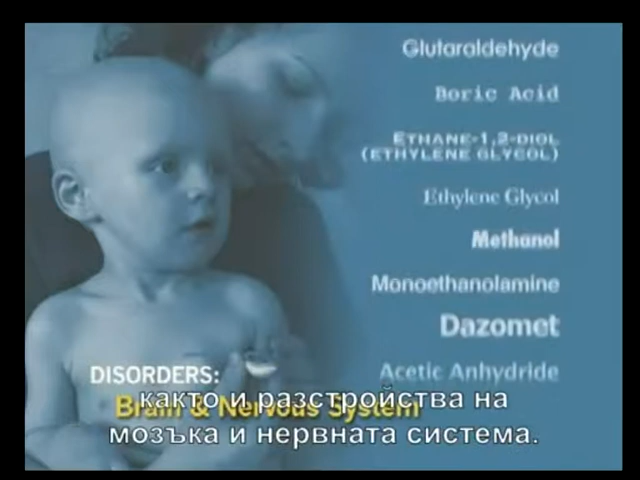 Glutaraldehyde
Boric Acid
ETHANE-1,2-DIOL
(ETHYLENE GLYCOL)
Ethylene Glycol
Methanol
Monoethanolamine
Dazomet
Acetic Anhydride
DISORDERS:
Brain & Nervous System
както и разстройства на
мозъка и нервната система.